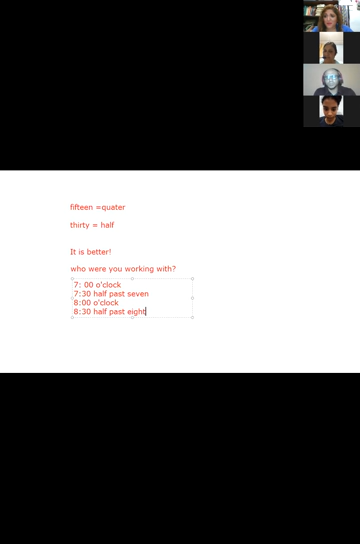 fifteen =quater
thirty = half
It is better!
who were you working with?
7: 00 o'clock
7:30 half past seven
8:00 o'clock
8:30 half past eight